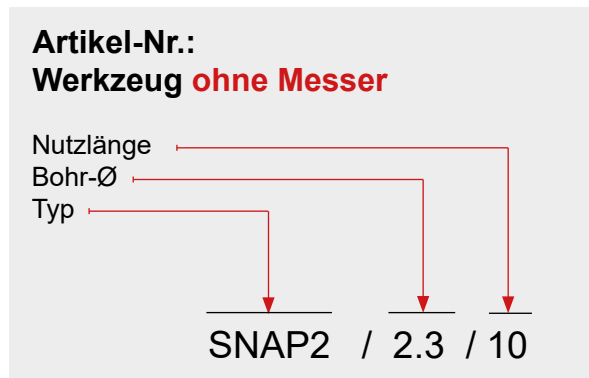 Artikel-Nr.:
Werkzeug ohne Messer
Nutzlänge
Bohr-Ø
Typ
SNAP2 / 2.3 / 10